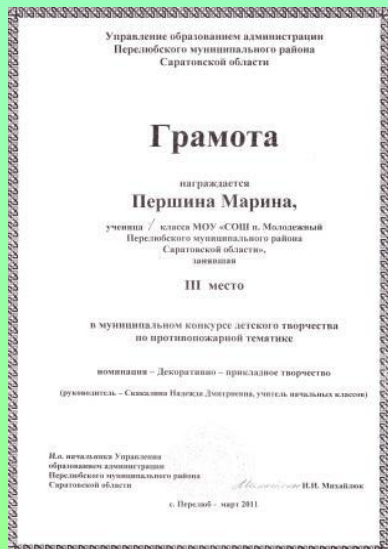 Управление образованием администрации
Перелюбского муниципального района
Саратовской области
Грамота
награждается
Першина Марина,
ученица 1 класса МОУ «СОШ п. Молодежный
Перелюбского муниципального района
Саратовской области»,
занявшая
III место
в муниципальном конкурсе детского творчества
по противопожарной тематике
номинация – Декоративно – прикладное творчество
(руководитель – Скакалина Надежда Дмитриевна, учитель начальных классов)
И.о. начальника Управления
образованием администрации
Перелюбского муниципального района
Саратовской области
И.И. Михайлюк
с. Перелюб – март 2011